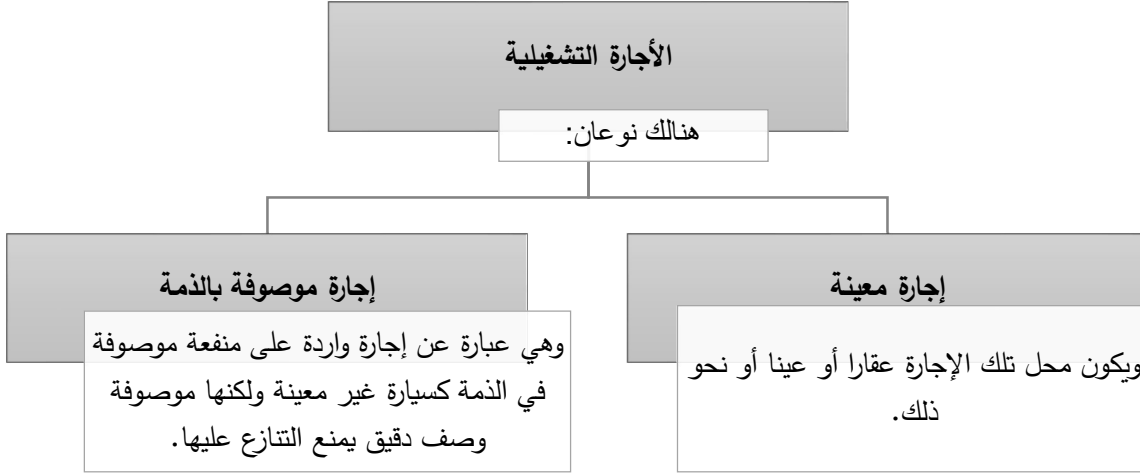 الأجارة التشغيلية
هنالك نوعان:
إجارة معينة
ويكون محل تلك الإجارة عقارا أو عينا أو نحو
ذلك.
إجارة موصوفة بالذمة
وهي عبارة عن إجارة واردة على منفعة موصوفة
في الذمة كسيارة غير معينة ولكنها موصوفة
وصف دقيق يمنع التنازع عليها.